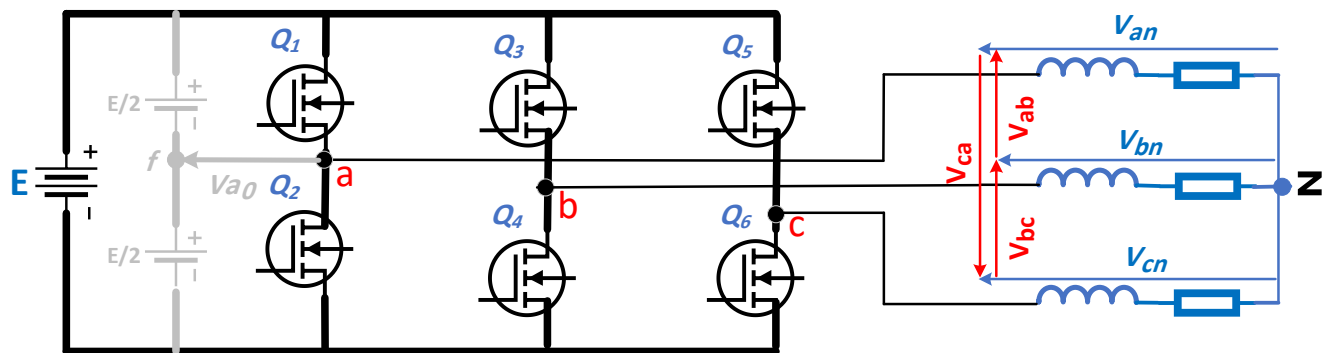 Q1
Q3
Q5
Van
+
E/2
−
Vab
f
a
Vbn
Vca
+
E
−
Va0
Q2
b
Q4
Q6
c
N
Vbc
+
E/2
−
Vcn